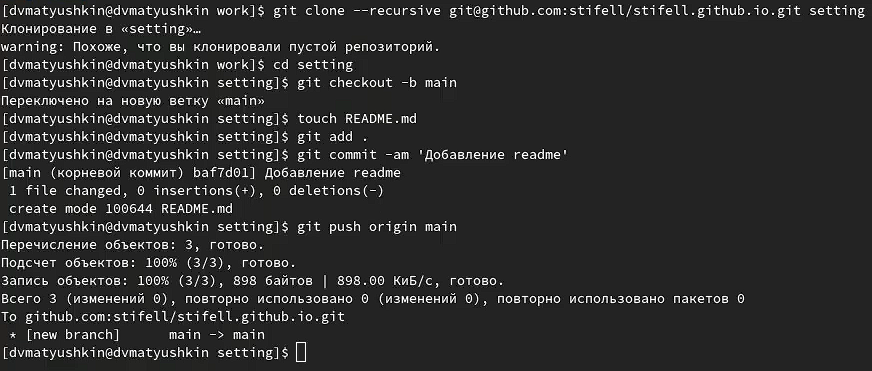 [dvmatyushkin@dvmatyushkin work]$ git clone --recursive git@github.com:stifell/stifell.github.io.git setting
Клонирование в «setting»…
warning: Похоже, что вы клонировали пустой репозиторий.
[dvmatyushkin@dvmatyushkin work]$ cd setting
[dvmatyushkin@dvmatyushkin setting]$ git checkout -b main
Переключено на новую ветку «main»
[dvmatyushkin@dvmatyushkin setting]$ touch README.md
[dvmatyushkin@dvmatyushkin setting]$ git add .
[dvmatyushkin@dvmatyushkin setting]$ git commit -am 'Добавление readme'
[main (корневой коммит) baf7d01] Добавление readme
 1 file changed, 0 insertions(+), 0 deletions(-)
 create mode 100644 README.md
[dvmatyushkin@dvmatyushkin setting]$ git push origin main
Перечисление объектов: 3, готово.
Подсчет объектов: 100% (3/3), готово.
Запись объектов: 100% (3/3), 898 байтов | 898.00 КиБ/с, готово.
Всего 3 (изменений 0), повторно использовано 0 (изменений 0), повторно использовано пакетов 0
To github.com:stifell/stifell.github.io.git
 * [new branch]      main -> main
[dvmatyushkin@dvmatyushkin setting]$